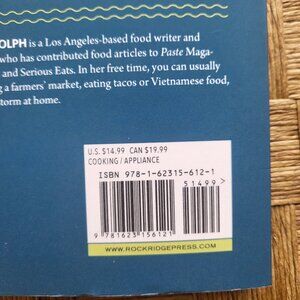 OLPH is a Los Angeles-based food writer and
who has contributed food articles to Paste Maga-
and Serious Eats. In her free time, you can usually
g a farmers' market, eating tacos or Vietnamese food,
storm at home.
U.S. $14.99 CAN $19.99
COOKING / APPLIANCE
ISBN 978-1-62315-612-1
51499>
9 781623 156121
WWW.ROCKRIDGEPRESS.COM